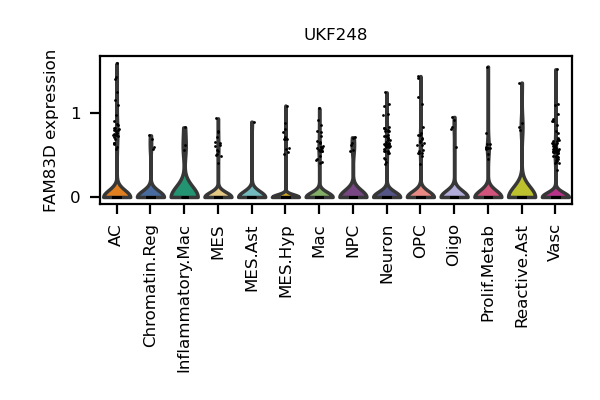 UKF248
FAM83D expression
1
0
AC
Chromatin.Reg
Inflammatory.Mac
MES
MES.Ast
MES.Hyp
Mac
NPC
Neuron
OPC
Oligo
Prolif.Metab
Reactive.Ast
Vasc